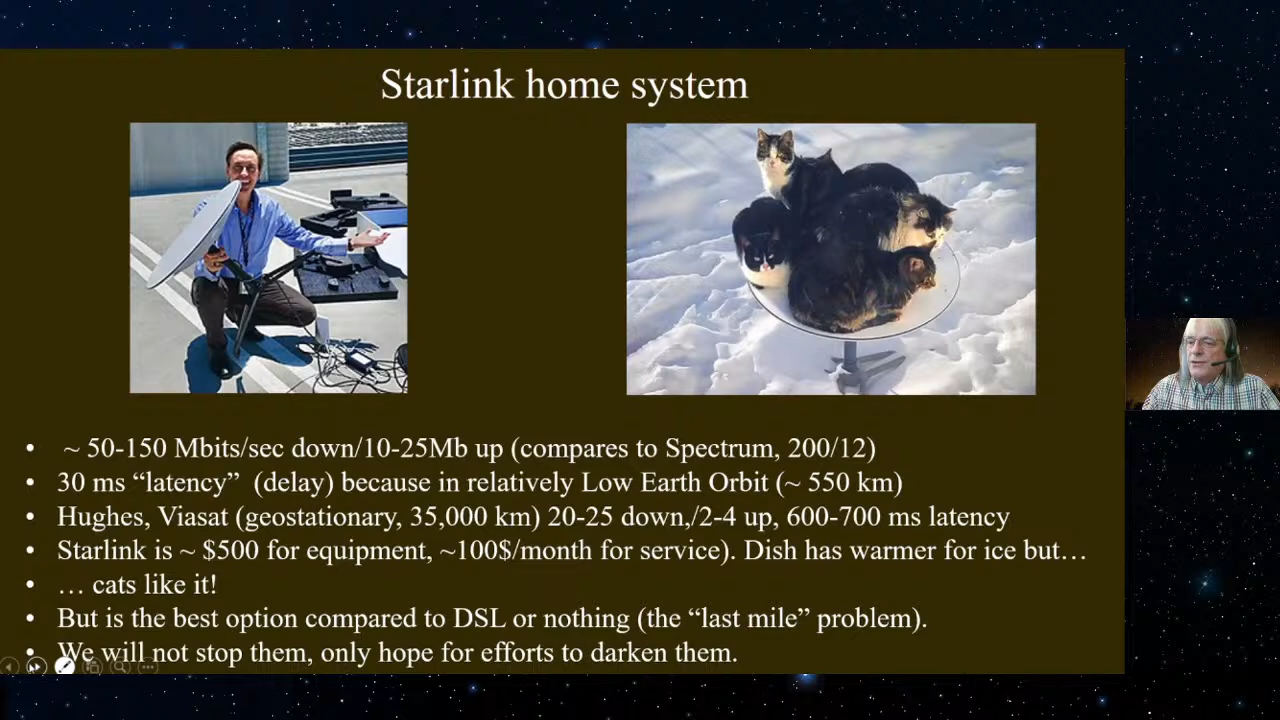 Starlink home system
• ~ 50-150 Mbits/sec down/10-25Mb up (compares to Spectrum, 200/12)
• 30 ms “latency” (delay) because in relatively Low Earth Orbit (~ 550 km)
• Hughes, Viasat (geostationary, 35,000 km) 20-25 down,/2-4 up, 600-700 ms latency
• Starlink is ~ $500 for equipment, ~100$/month for service). Dish has warmer for ice but…
• … cats like it!
• But is the best option compared to DSL or nothing (the “last mile” problem).
• We will not stop them, only hope for efforts to darken them.